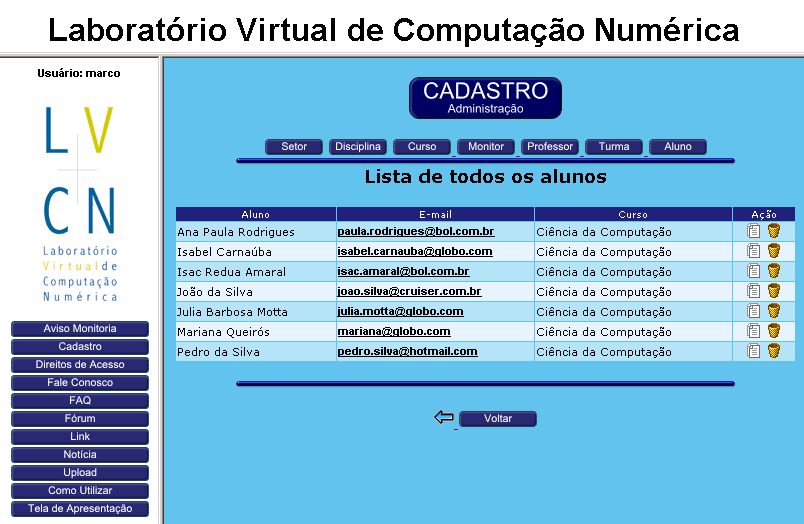 Laboratório Virtual de Computação Numérica
Usuário: marco
L V
C N
Laboratório
Virtual de
Computação
Numérica
Aviso Monitoria
Cadastro
Direitos de Acesso
Fale Conosco
FAQ
Fórum
Link
Notícia
Upload
Como Utilizar
Tela de Apresentação
CADASTRO
Administração
Setor Disciplina Curso Monitor Professor Turma Aluno
Lista de todos os alunos
Aluno E-mail Curso Ação
Ana Paula Rodrigues paula.rodrigues@bol.com.br Ciência da Computação
Isabel Carnaúba isabel.carnauba@globo.com Ciência da Computação
Isac Redua Amaral isac.amaral@bol.com.br Ciência da Computação
João da Silva joao.silva@cruiser.com.br Ciência da Computação
Julia Barbosa Motta julia.motta@globo.com Ciência da Computação
Mariana Queirós mariana@globo.com Ciência da Computação
Pedro da Silva pedro.silva@hotmail.com Ciência da Computação
Voltar